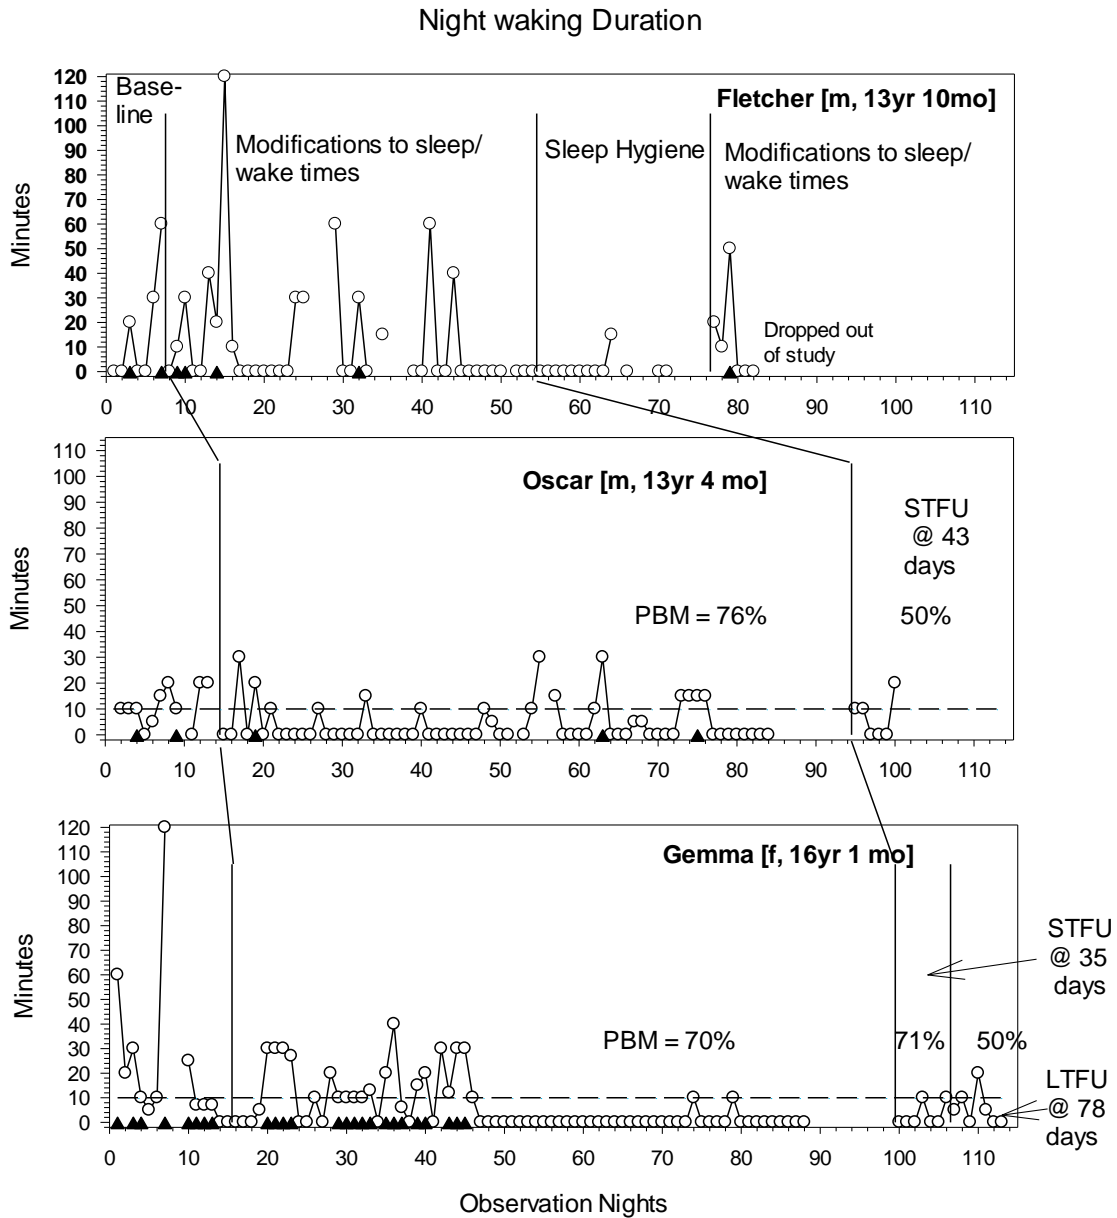 Night waking Duration
Base-
line
Modifications to sleep/
wake times
Sleep Hygiene
Fletcher [m, 13yr 10mo]
Modifications to sleep/
wake times
Dropped out
of study
Minutes
120
110
100
90
80
70
60
50
40
30
20
10
0
0 10 20 30 40 50 60 70 80 90 100 110
Oscar [m, 13yr 4 mo]
STFU
@ 43
days
PBM = 76%
50%
Minutes
110
100
90
80
70
60
50
40
30
20
10
0
0 10 20 30 40 50 60 70 80 90 100 110
Gemma [f, 16yr 1 mo]
STFU
@ 35
days
PBM = 70%
71%
50%
LTFU
@ 78
days
Minutes
120
110
100
90
80
70
60
50
40
30
20
10
0
0 10 20 30 40 50 60 70 80 90 100 110
Observation Nights